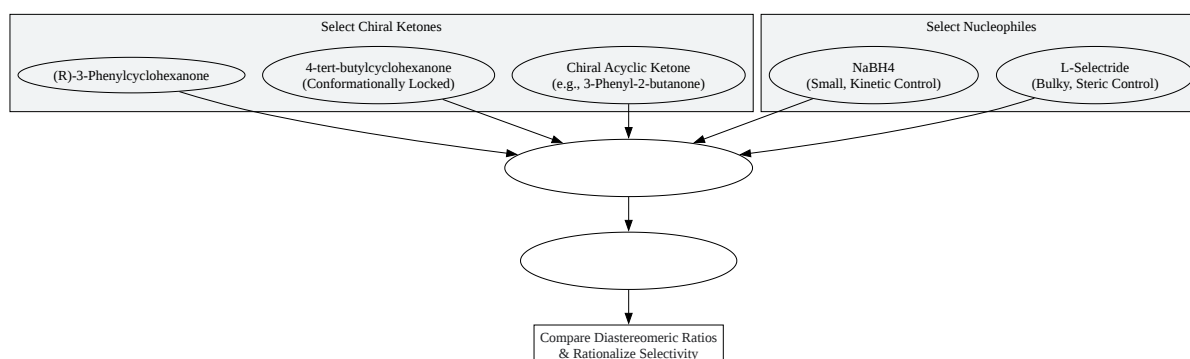 Select Chiral Ketones
Select Nucleophiles
(R)-3-Phenylcyclohexanone
4-tert-butylcyclohexanone
(Conformationally Locked)
Chiral Acyclic Ketone
(e.g., 3-Phenyl-2-butanone)
NaBH4
(Small, Kinetic Control)
L-Selectride
(Bulky, Steric Control)
Compare Diastereomeric Ratios
& Rationalize Selectivity